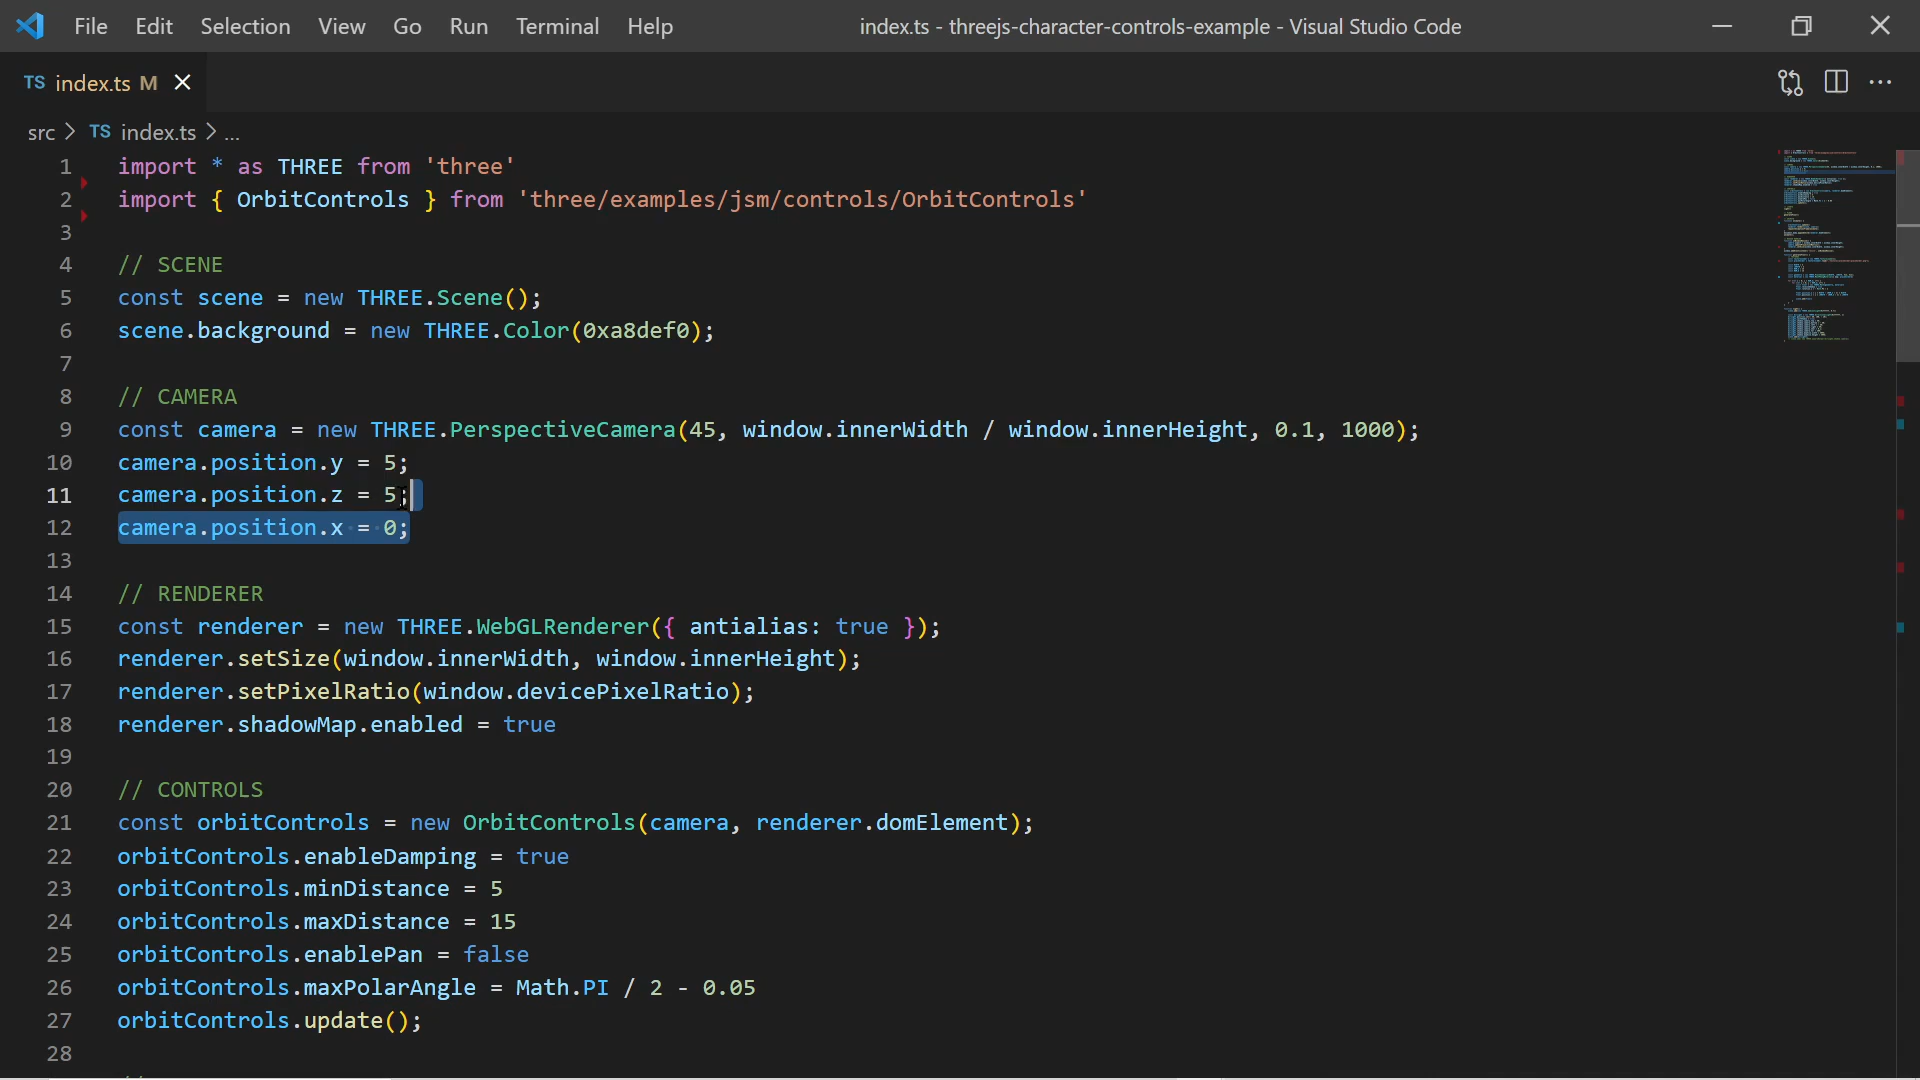 File Edit Selection View Go Run Terminal Help index.ts - threejs-character-controls-example - Visual Studio Code
TS index.ts M
src > TS index.ts > ...
1 import * as THREE from 'three'
2 import { OrbitControls } from 'three/examples/jsm/controls/OrbitControls'
3
4 // SCENE
5 const scene = new THREE.Scene();
6 scene.background = new THREE.Color(0xa8def0);
7
8 // CAMERA
9 const camera = new THREE.PerspectiveCamera(45, window.innerWidth / window.innerHeight, 0.1, 1000);
10 camera.position.y = 5;
11 camera.position.z = 5;
12 camera.position.x = 0;
13
14 // RENDERER
15 const renderer = new THREE.WebGLRenderer({ antialias: true });
16 renderer.setSize(window.innerWidth, window.innerHeight);
17 renderer.setPixelRatio(window.devicePixelRatio);
18 renderer.shadowMap.enabled = true
19
20 // CONTROLS
21 const orbitControls = new OrbitControls(camera, renderer.domElement);
22 orbitControls.enableDamping = true
23 orbitControls.minDistance = 5
24 orbitControls.maxDistance = 15
25 orbitControls.enablePan = false
26 orbitControls.maxPolarAngle = Math.PI / 2 - 0.05
27 orbitControls.update();
28